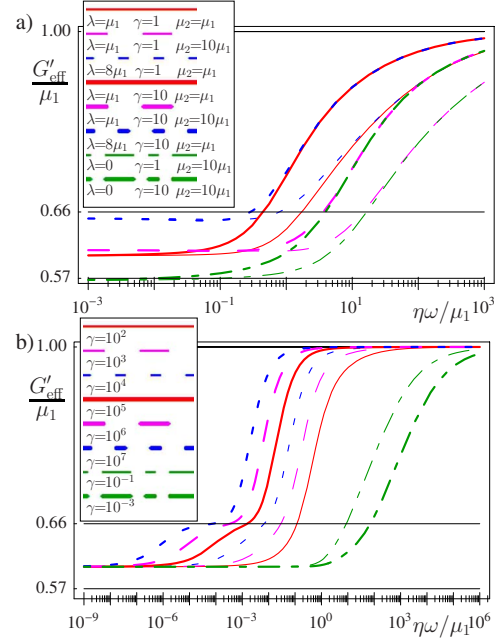 a)
1.00
G′eff
μ1
0.66
0.57
λ=μ1 γ=1 μ2=μ1
λ=μ1 γ=1 μ2=10μ1
λ=8μ1 γ=1 μ2=μ1
λ=μ1 γ=10 μ2=μ1
λ=μ1 γ=10 μ2=10μ1
λ=8μ1 γ=10 μ2=μ1
λ=0 γ=1 μ2=10μ1
λ=0 γ=10 μ2=10μ1
10⁻³ 10⁻¹ 10¹ 10³
ηω/μ1
b)
1.00
G′eff
μ1
0.66
0.57
γ=10²
γ=10³
γ=10⁴
γ=10⁵
γ=10⁶
γ=10⁷
γ=10⁻¹
γ=10⁻³
10⁻⁹ 10⁻⁶ 10⁻³ 10⁰ 10³ 10⁶
ηω/μ1